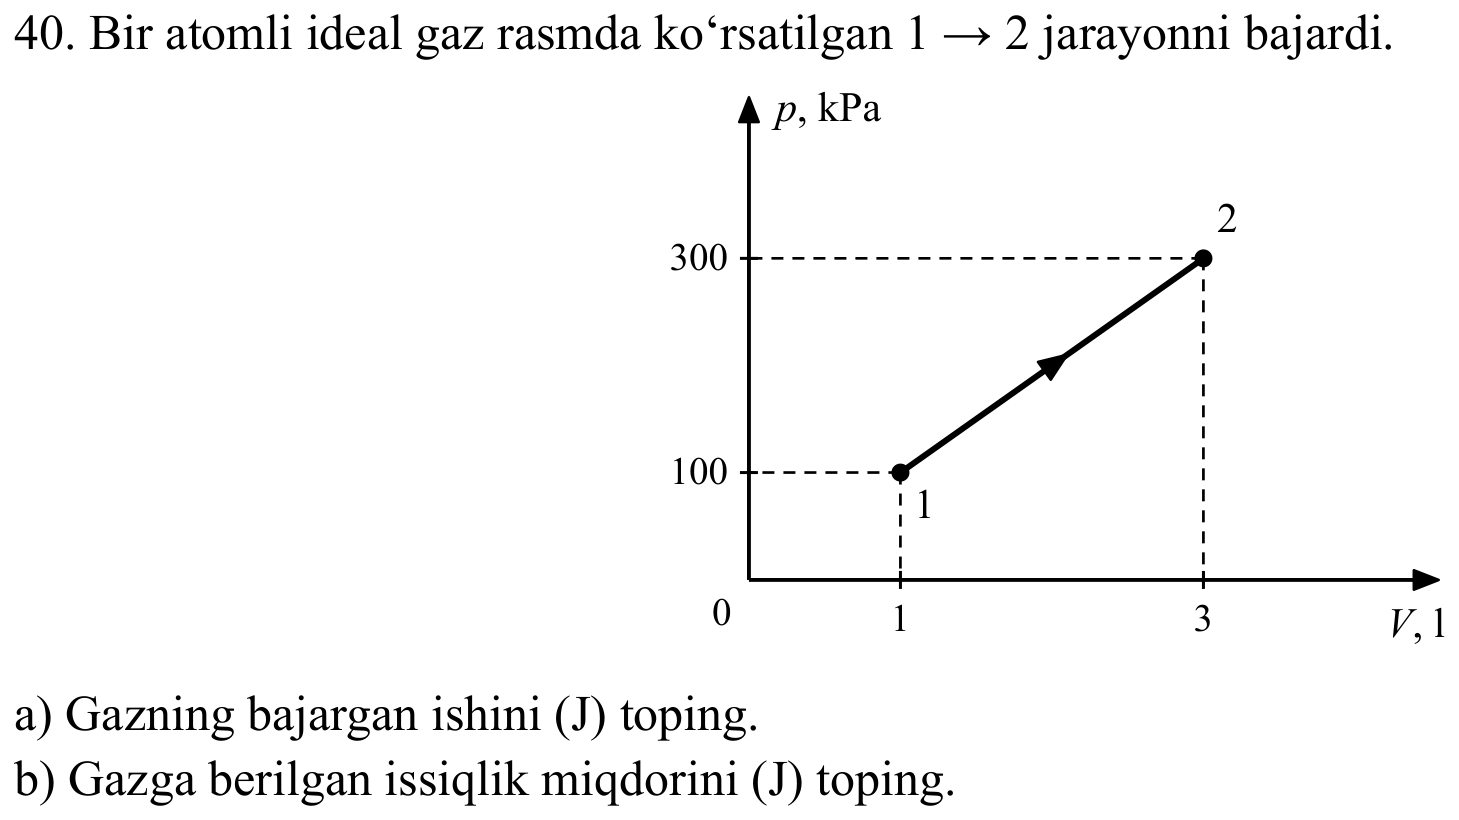 40. Bir atomli ideal gaz rasmda ko‘rsatilgan 1 → 2 jarayonni bajardi.
p, kPa
2
300
100
1
0
1
3
V, l
a) Gazning bajargan ishini (J) toping.
b) Gazga berilgan issiqlik miqdorini (J) toping.